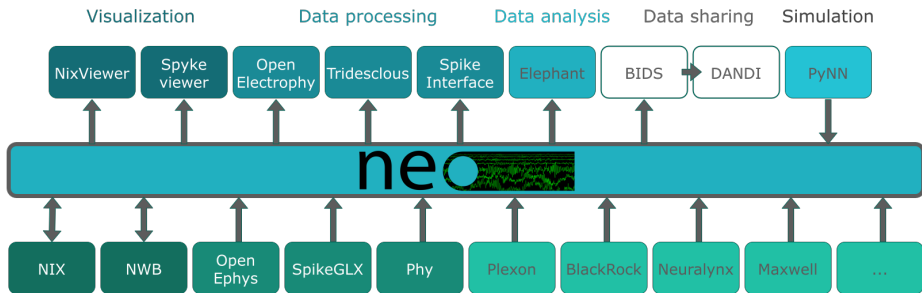 Visualization Data processing Data analysis Data sharing Simulation
NixViewer
Spyke
viewer
Open
Electrophy
Tridesclous
Spike
Interface
Elephant
BIDS
DANDI
PyNN
neo
NIX
NWB
Open
Ephys
SpikeGLX
Phy
Plexon
BlackRock
Neuralynx
Maxwell
...